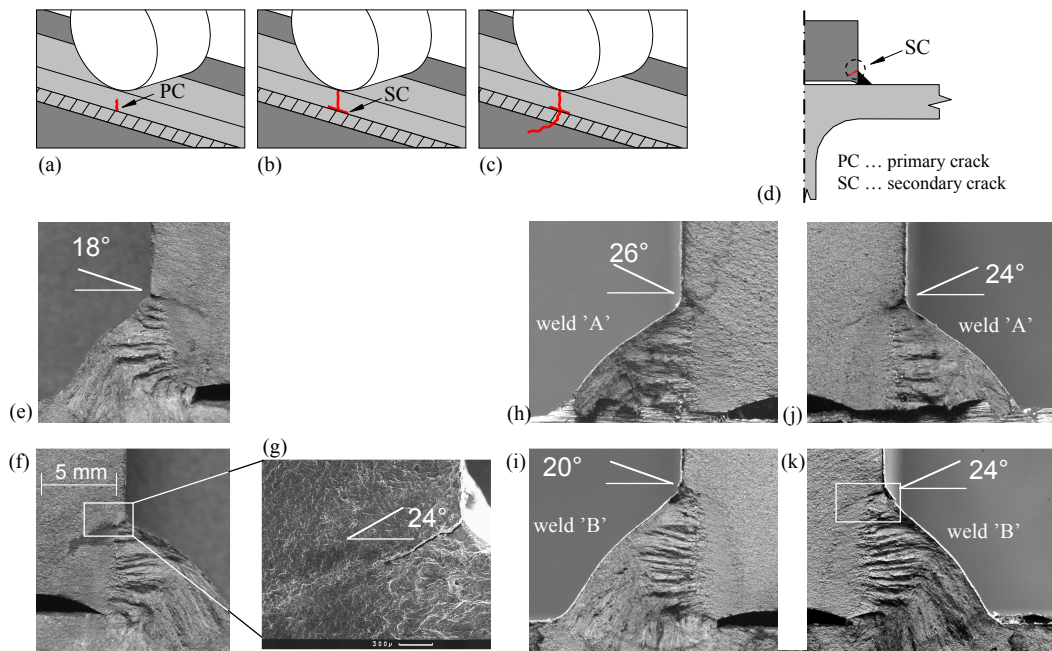 PC
(a)
SC
(b)
(c)
SC
PC ... primary crack
SC ... secondary crack
(d)
18°
(e)
26°
weld ’A’
(h)
24°
weld ’A’
(j)
(f)
5 mm
(g)
24°
300μ
20°
weld ’B’
(i)
24°
weld ’B’
(k)